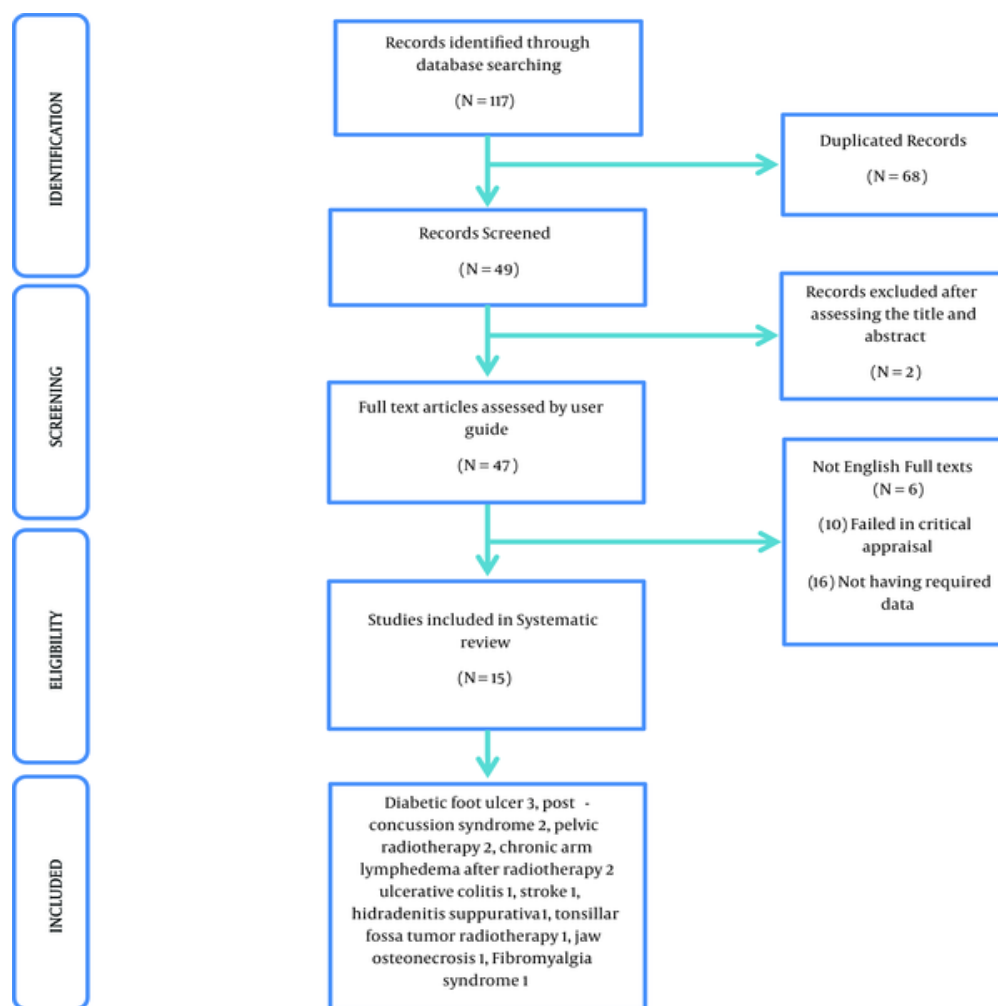 IDENTIFICATION
Records identified through
database searching
(N = 117)
Duplicated Records
(N = 68)
Records Screened
(N = 49)
SCREENING
Records excluded after
assessing the title and
abstract
(N = 2)
Full text articles assessed by user
guide
(N = 47)
Not English Full texts
(N = 6)
(10) Failed in critical
appraisal
(16) Not having required
data
ELIGIBILITY
Studies included in Systematic
review
(N = 15)
INCLUDED
Diabetic foot ulcer 3, post -
concussion syndrome 2, pelvic
radiotherapy 2, chronic arm
lymphedema after radiotherapy 2
ulcerative colitis 1, stroke 1,
hidradenitis suppurativa 1, tonsillar
fossa tumor radiotherapy 1, jaw
osteonecrosis 1, Fibromyalgia
syndrome 1